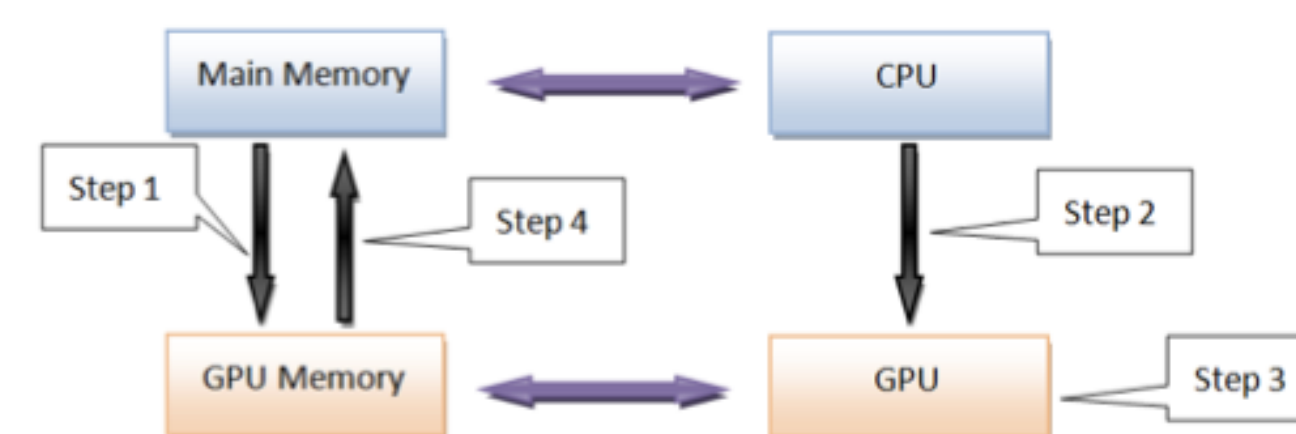 Main Memory
CPU
Step 1
Step 4
Step 2
GPU Memory
GPU
Step 3